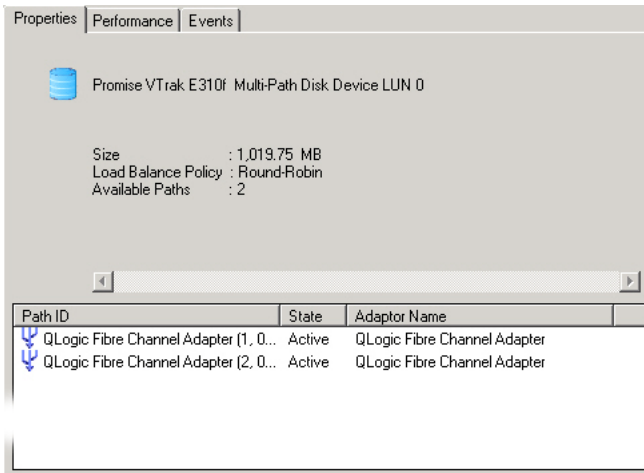 Properties Performance Events
Promise VTrak E310f Multi-Path Disk Device LUN 0
Size : 1,019.75 MB
Load Balance Policy : Round-Robin
Available Paths : 2
Path ID State Adaptor Name
QLogic Fibre Channel Adapter (1, 0... Active QLogic Fibre Channel Adapter
QLogic Fibre Channel Adapter (2, 0... Active QLogic Fibre Channel Adapter